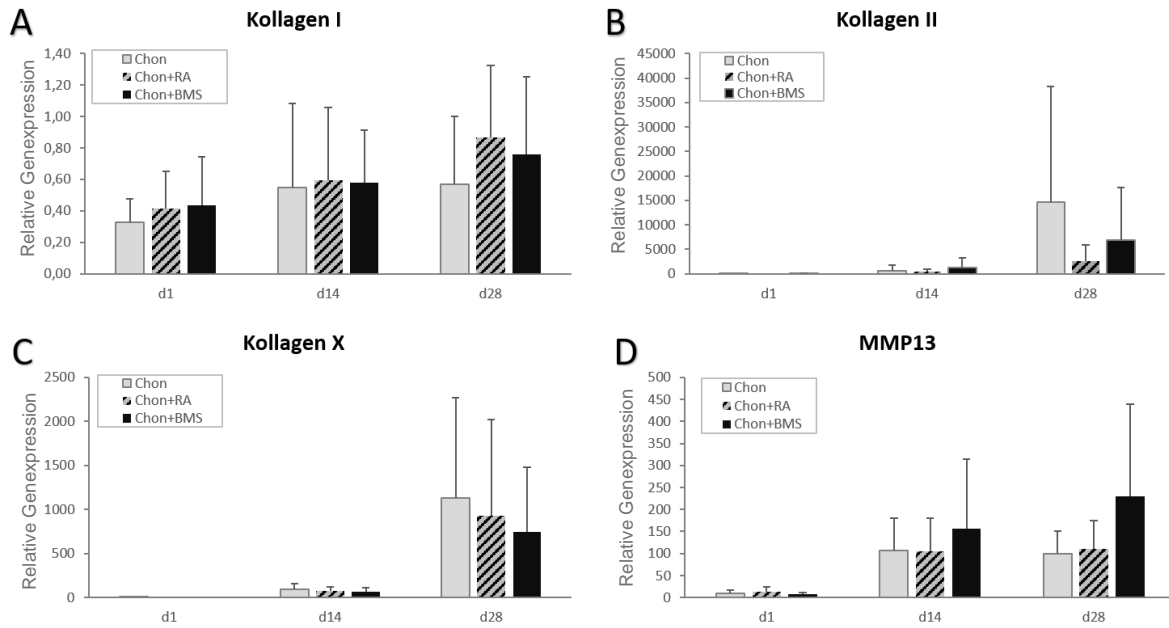 A
Kollagen I
Relative Genexpression
1,40
1,20
1,00
0,80
0,60
0,40
0,20
0,00
Chon
Chon+RA
Chon+BMS
d1 d14 d28
B
Kollagen II
Relative Genexpression
45000
40000
35000
30000
25000
20000
15000
10000
5000
0
Chon
Chon+RA
Chon+BMS
d1 d14 d28
C
Kollagen X
Relative Genexpression
2500
2000
1500
1000
500
0
Chon
Chon+RA
Chon+BMS
d1 d14 d28
D
MMP13
Relative Genexpression
500
450
400
350
300
250
200
150
100
50
0
Chon
Chon+RA
Chon+BMS
d1 d14 d28